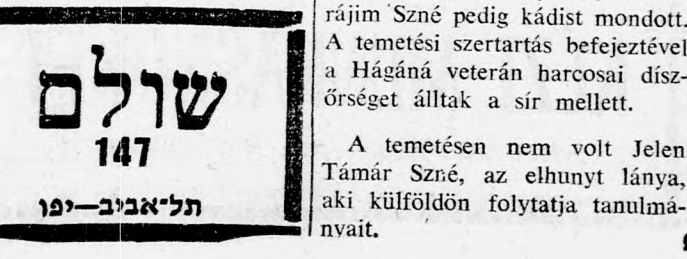 שולם
147
תל־אביב—יפו
rájim Szné pedig kádist mondott.
A temetési szertartás befejeztével
a Hágáná veterán harcosai dísz-
őrséget álltak a sír mellett.
A temetésen nem volt Jelen
Támár Szné, az elhunyt lánya,
aki külföldön folytatja tanulmá-
nyait.